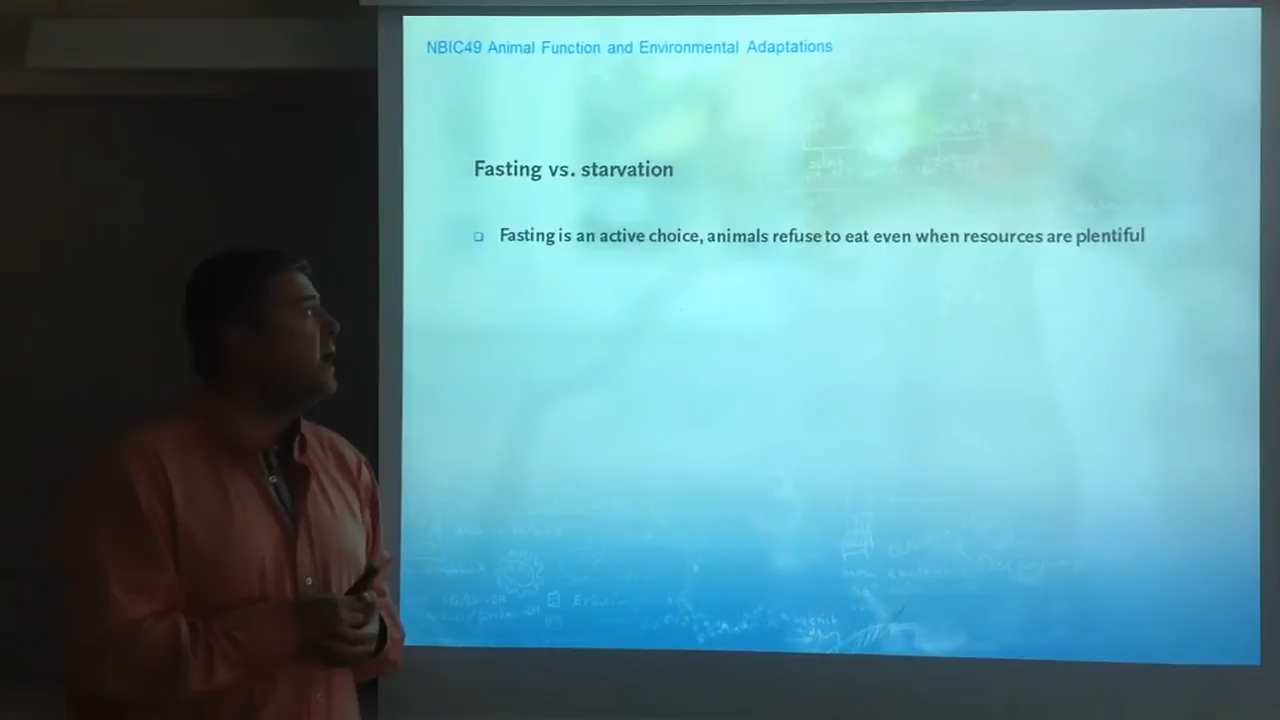 NBIC49 Animal Function and Environmental Adaptations
Fasting vs. starvation
Fasting is an active choice, animals refuse to eat even when resources are plentiful